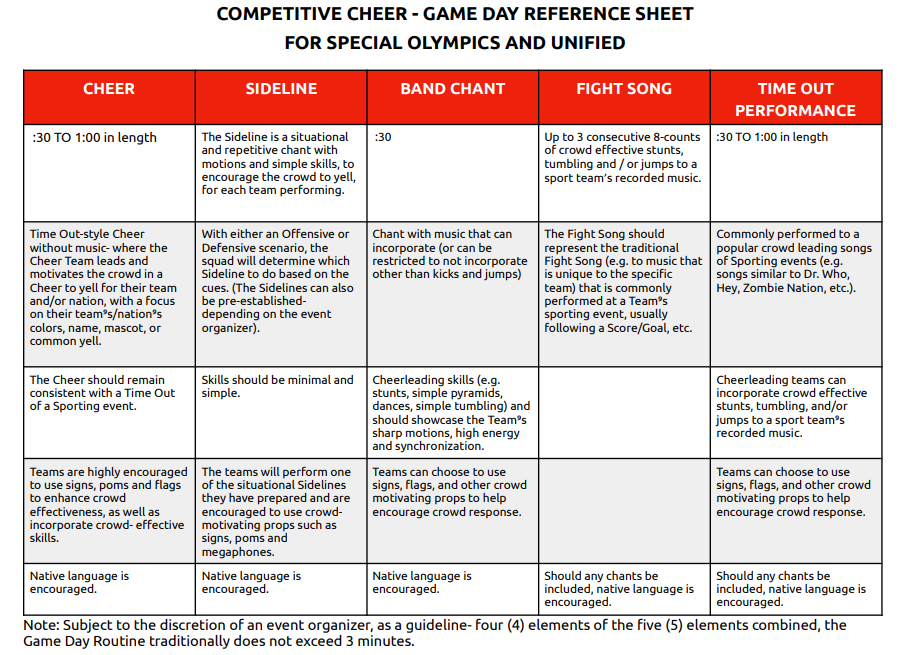 COMPETITIVE CHEER - GAME DAY REFERENCE SHEET
FOR SPECIAL OLYMPICS AND UNIFIED
CHEER
SIDELINE
BAND CHANT
FIGHT SONG
TIME OUT
PERFORMANCE
:30 TO 1:00 in length
The Sideline is a situational
and repetitive chant with
motions and simple skills, to
encourage the crowd to yell,
for each team performing.
:30
Up to 3 consecutive 8-counts
of crowd effective stunts,
tumbling and / or jumps to a
sport team's recorded music.
:30 TO 1:00 in length
Time Out-style Cheer
without music- where the
Cheer Team leads and
motivates the crowd in a
Cheer to yell for their team
and/or nation, with a focus
on their team⁹s/nation⁹s
colors, name, mascot, or
common yell.
With either an Offensive or
Defensive scenario, the
squad will determine which
Sideline to do based on the
cues. (The Sidelines can also
be pre-established-
depending on the event
organizer).
Chant with music that can
incorporate (or can be
restricted to not incorporate
other than kicks and jumps)
The Fight Song should
represent the traditional
Fight Song (e.g. to music that
is unique to the specific
team) that is commonly
performed at a Team⁹s
sporting event, usually
following a Score/Goal, etc.
Commonly performed to a
popular crowd leading songs
of Sporting events (e.g.
songs similar to Dr. Who,
Hey, Zombie Nation, etc.).
The Cheer should remain
consistent with a Time Out
of a Sporting event.
Skills should be minimal and
simple.
Cheerleading skills (e.g.
stunts, simple pyramids,
dances, simple tumbling) and
should showcase the Team⁹s
sharp motions, high energy
and synchronization.
Cheerleading teams can
incorporate crowd effective
stunts, tumbling, and/or
jumps to a sport team⁹s
recorded music.
Teams are highly encouraged
to use signs, poms and flags
to enhance crowd
effectiveness, as well as
incorporate crowd- effective
skills.
The teams will perform one
of the situational Sidelines
they have prepared and are
encouraged to use crowd-
motivating props such as
signs, poms and
megaphones.
Teams can choose to use
signs, flags, and other crowd
motivating props to help
encourage crowd response.
Teams can choose to use
signs, flags, and other crowd
motivating props to help
encourage crowd response.
Native language is
encouraged.
Native language is
encouraged.
Native language is
encouraged.
Should any chants be
included, native language is
encouraged.
Should any chants be
included, native language is
encouraged.
Note: Subject to the discretion of an event organizer, as a guideline- four (4) elements of the five (5) elements combined, the
Game Day Routine traditionally does not exceed 3 minutes.